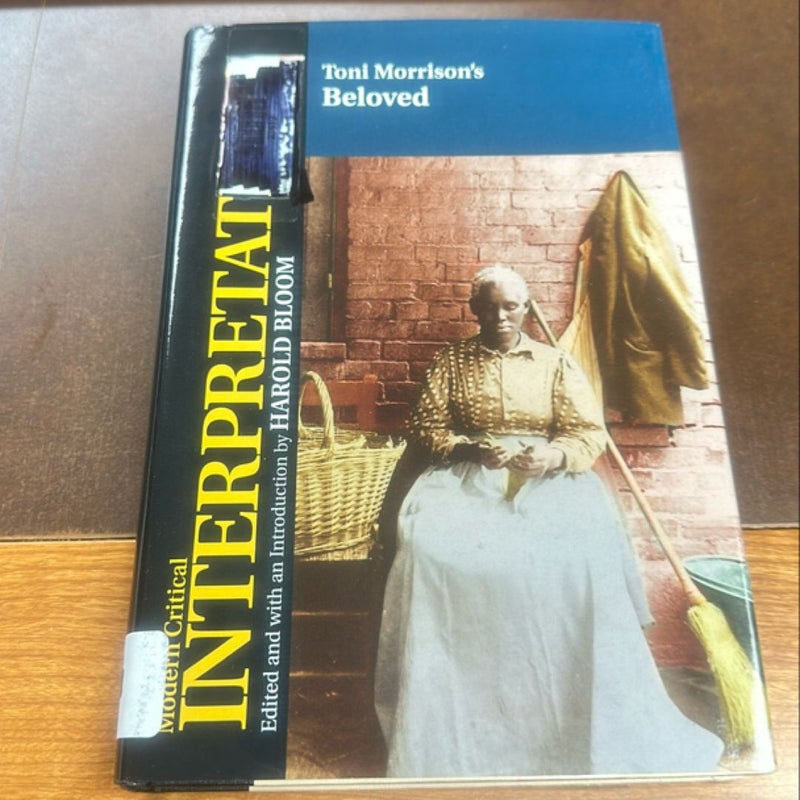 Toni Morrison's
Beloved
Modern Critical
INTERPRETAT
Edited and with an Introduction by HAROLD BLOOM